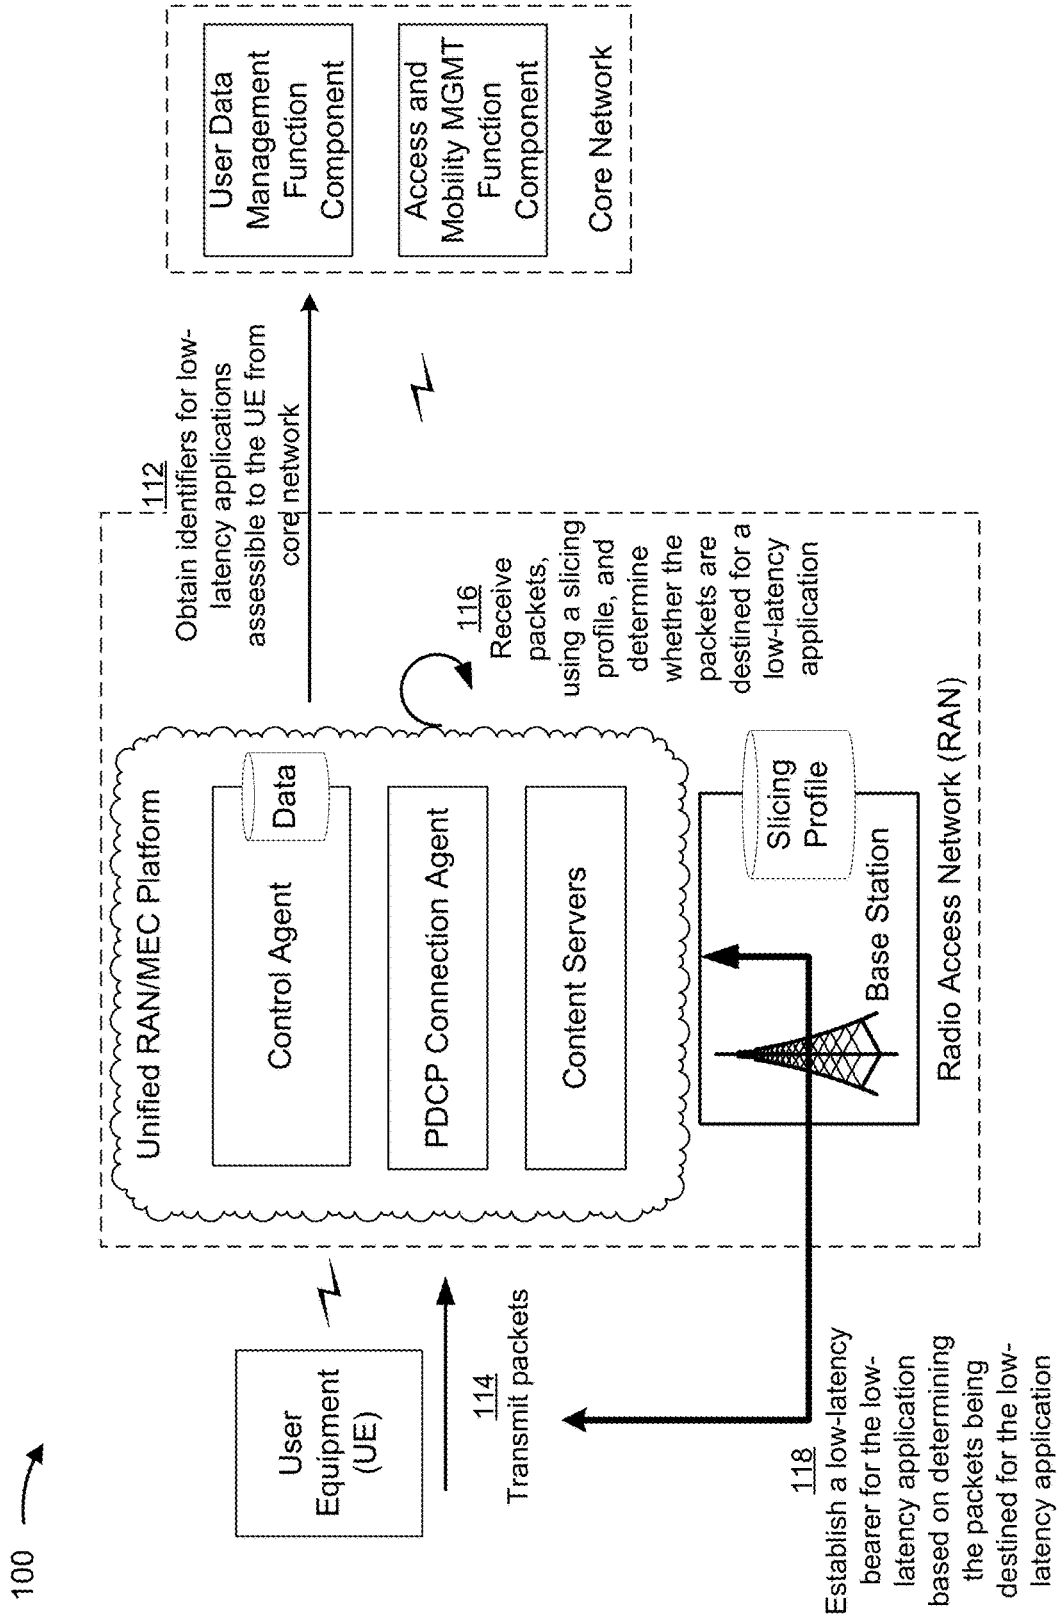 100
User
Equipment
(UE)
114
Transmit packets
118
Establish a low-latency
bearer for the low-
latency application
based on determining
the packets being
destined for the low-
latency application
Unified RAN/MEC Platform
Control Agent
Data
PDCP Connection Agent
Content Servers
Base Station
Slicing
Profile
Radio Access Network (RAN)
112
Obtain identifiers for low-
latency applications
assessible to the UE from
core network
116
Receive
packets,
using a slicing
profile, and
determine
whether the
packets are
destined for a
low-latency
application
User Data
Management
Function
Component
Access and
Mobility MGMT
Function
Component
Core Network